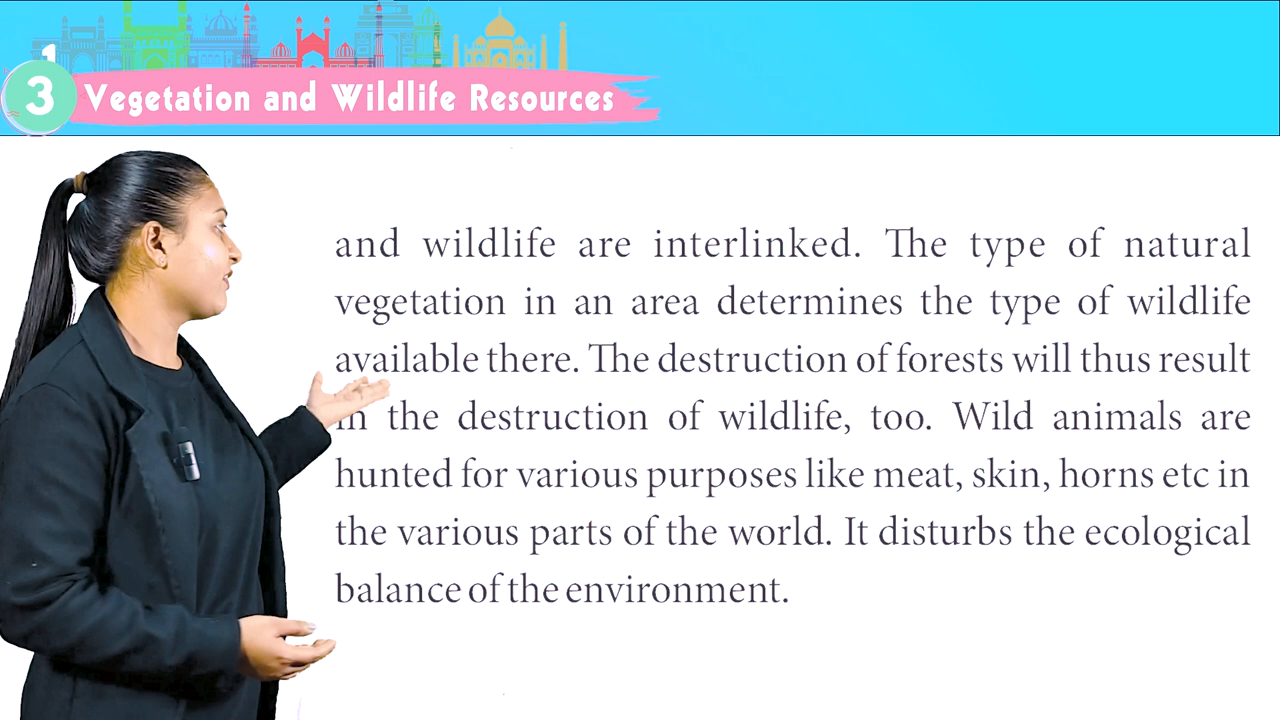 1
3 Vegetation and Wildlife Resources
and wildlife are interlinked. The type of natural
vegetation in an area determines the type of wildlife
available there. The destruction of forests will thus result
in the destruction of wildlife, too. Wild animals are
hunted for various purposes like meat, skin, horns etc in
the various parts of the world. It disturbs the ecological
balance of the environment.